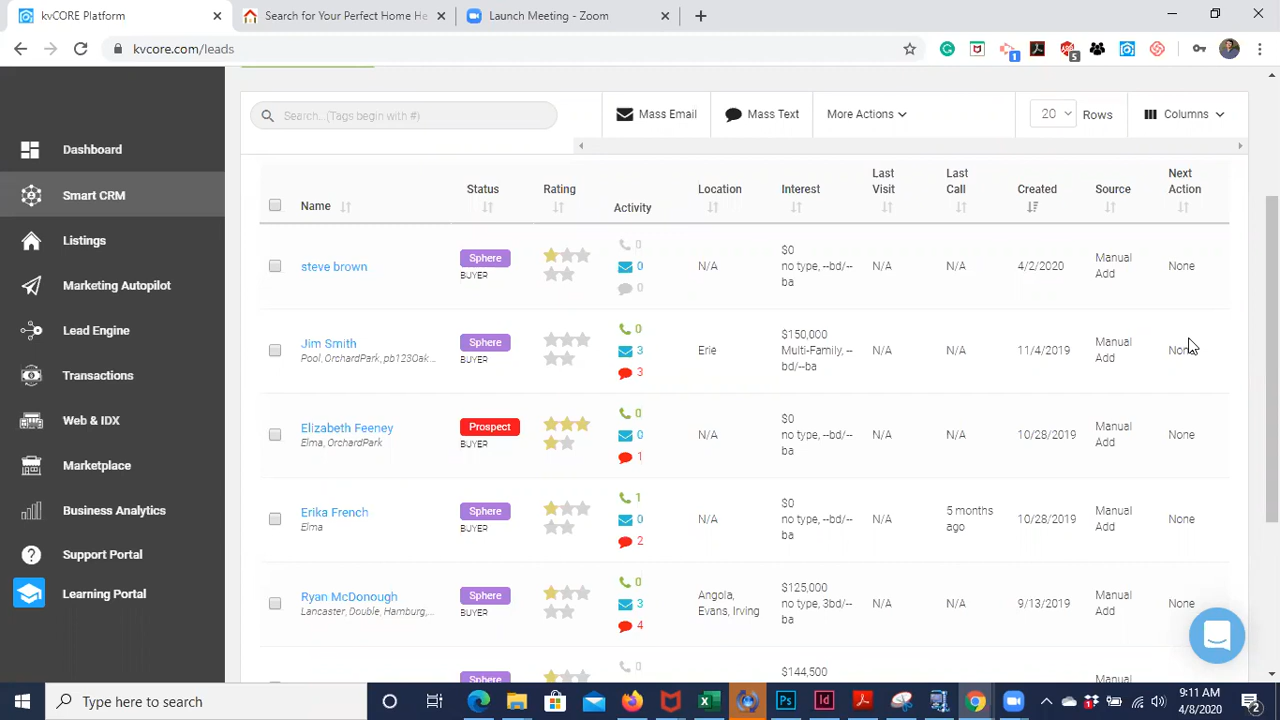 kvCORE Platform
Search for Your Perfect Home He
Launch Meeting - Zoom
kvcore.com/leads
1
5
Search...(Tags begin with #)
Mass Email
Mass Text
More Actions
20
Rows
Columns
Dashboard
Smart CRM
Listings
Marketing Autopilot
Lead Engine
Transactions
Web & IDX
Marketplace
Business Analytics
Support Portal
Learning Portal
Name
Status
Rating
Activity
Location
Interest
Last Visit
Last Call
Created
Source
Next Action
steve brown
Sphere
BUYER
0
0
0
N/A
$0
no type, --bd/--
ba
N/A
N/A
4/2/2020
Manual
Add
None
Jim Smith
Pool, OrchardPark, pb123Oak ...
Sphere
BUYER
0
3
3
Erie
$150,000
Multi-Family, --
bd/--ba
N/A
N/A
11/4/2019
Manual
Add
None
Elizabeth Feeney
Elma, OrchardPark
Prospect
BUYER
0
0
1
N/A
$0
no type, --bd/--
ba
N/A
N/A
10/28/2019
Manual
Add
None
Erika French
Elma
Sphere
BUYER
1
0
2
N/A
$0
no type, --bd/--
ba
N/A
5 months
ago
10/28/2019
Manual
Add
None
Ryan McDonough
Lancaster, Double, Hamburg,...
Sphere
BUYER
0
3
4
Angola,
Evans, Irving
$125,000
no type, 3bd/--
ba
N/A
N/A
9/13/2019
Manual
Add
None
Sphere
0
$144,500
Type here to search
9:11 AM
4/8/2020
2